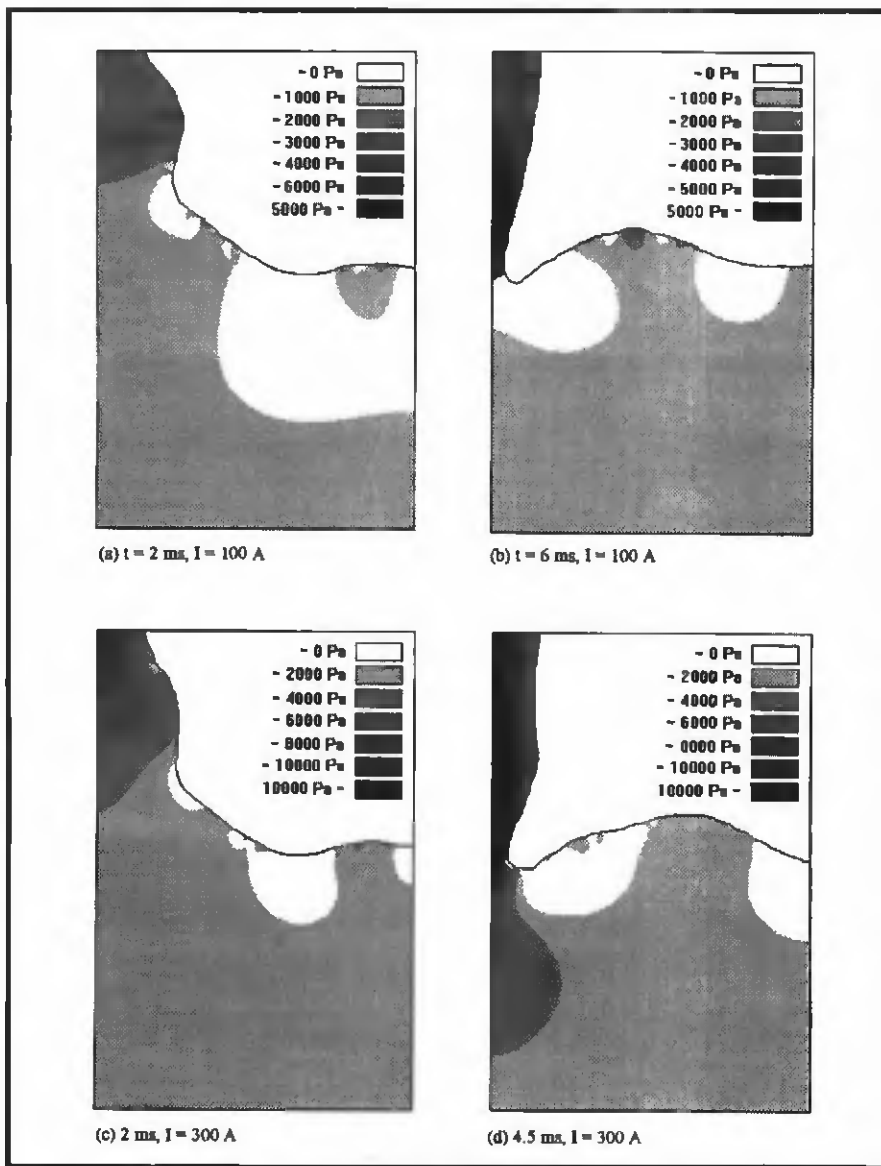 ~ 0 Pa
- 1000 Pa
- 2000 Pa
- 3000 Pa
- 4000 Pa
- 6000 Pa
5000 Pa -
~ 0 Pa
- 1000 Pa
- 2000 Pa
- 3000 Pa
- 4000 Pa
- 5000 Pa
5000 Pa -
(a) t = 2 ms, I = 100 A
(b) t = 6 ms, I = 100 A
~ 0 Pa
- 2000 Pa
- 4000 Pa
- 6000 Pa
- 8000 Pa
- 10000 Pa
10000 Pa -
~ 0 Pa
- 2000 Pa
- 4000 Pa
- 6000 Pa
- 0000 Pa
- 10000 Pa
10000 Pa -
(c) 2 ms, I = 300 A
(d) 4.5 ms, I = 300 A